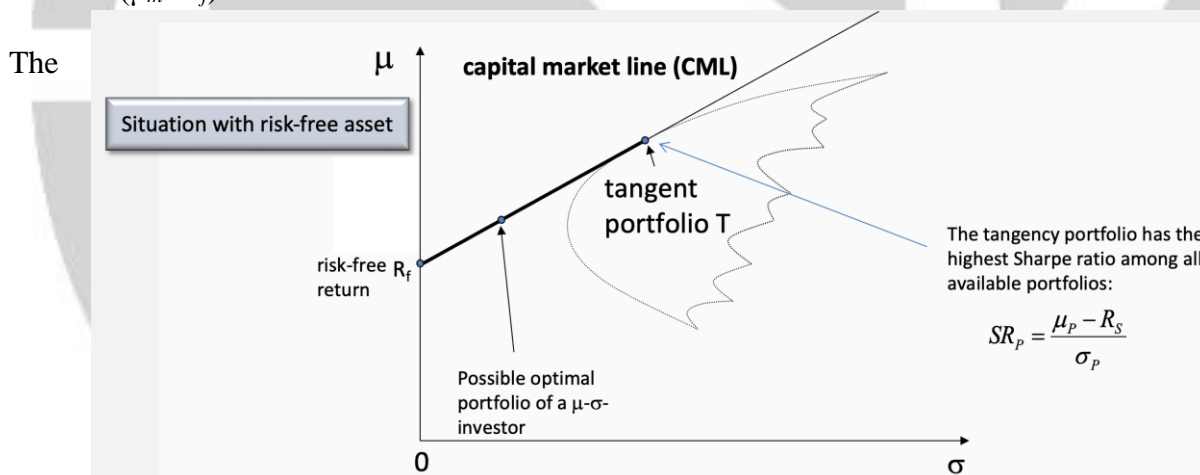 The
μ
capital market line (CML)
Situation with risk-free asset
tangent
portfolio T
risk-free R_f
return
The tangency portfolio has the
highest Sharpe ratio among all
available portfolios:
SR_P = (μ_P − R_S) / σ_P
Possible optimal
portfolio of a μ-σ-
investor
0
σ